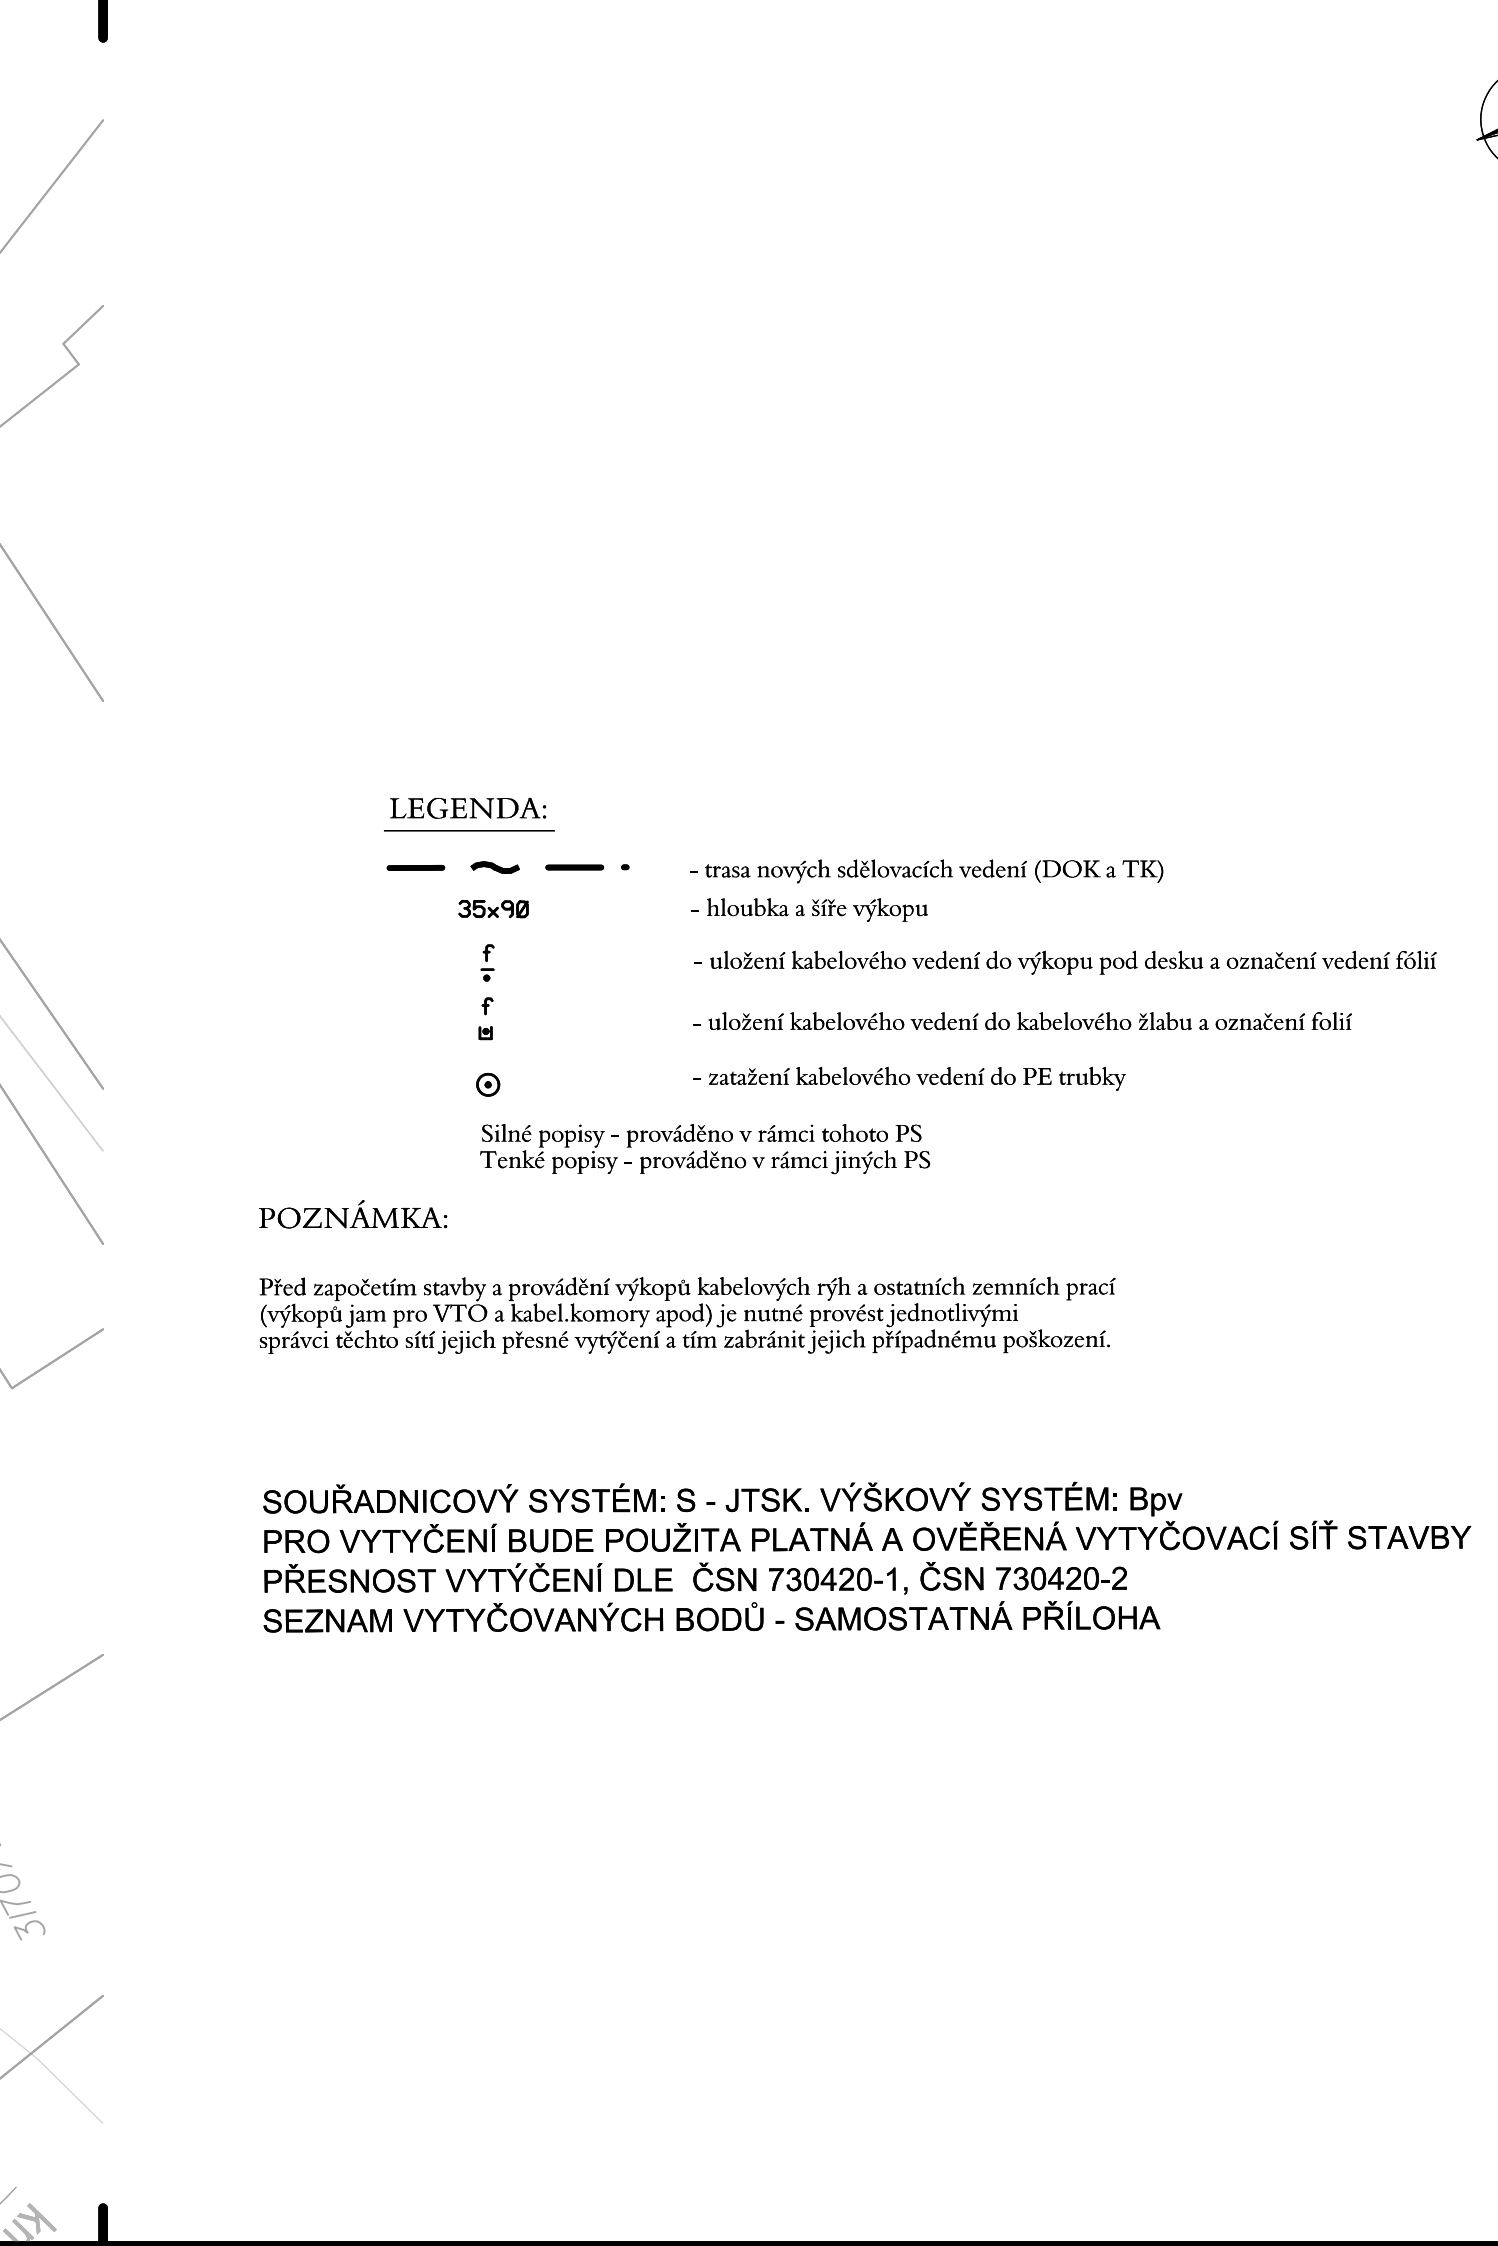 LEGENDA:
- trasa nových sdělovacích vedení (DOK a TK)
35x90 - hloubka a šíře výkopu
f - uložení kabelového vedení do výkopu pod desku a označení vedení fólií
f - uložení kabelového vedení do kabelového žlabu a označení folií
- zatažení kabelového vedení do PE trubky
Silné popisy - prováděno v rámci tohoto PS
Tenké popisy - prováděno v rámci jiných PS
POZNÁMKA:
Před započetím stavby a provádění výkopů kabelových rýh a ostatních zemních prací
(výkopů jam pro VTO a kabel.komory apod) je nutné provést jednotlivými
správci těchto sítí jejich přesné vytýčení a tím zabránit jejich případnému poškození.
SOUŘADNICOVÝ SYSTÉM: S - JTSK. VÝŠKOVÝ SYSTÉM: Bpv
PRO VYTYČENÍ BUDE POUŽITA PLATNÁ A OVĚŘENÁ VYTYČOVACÍ SÍŤ STAVBY
PŘESNOST VYTÝČENÍ DLE  ČSN 730420-1, ČSN 730420-2
SEZNAM VYTYČOVANÝCH BODŮ - SAMOSTATNÁ PŘÍLOHA